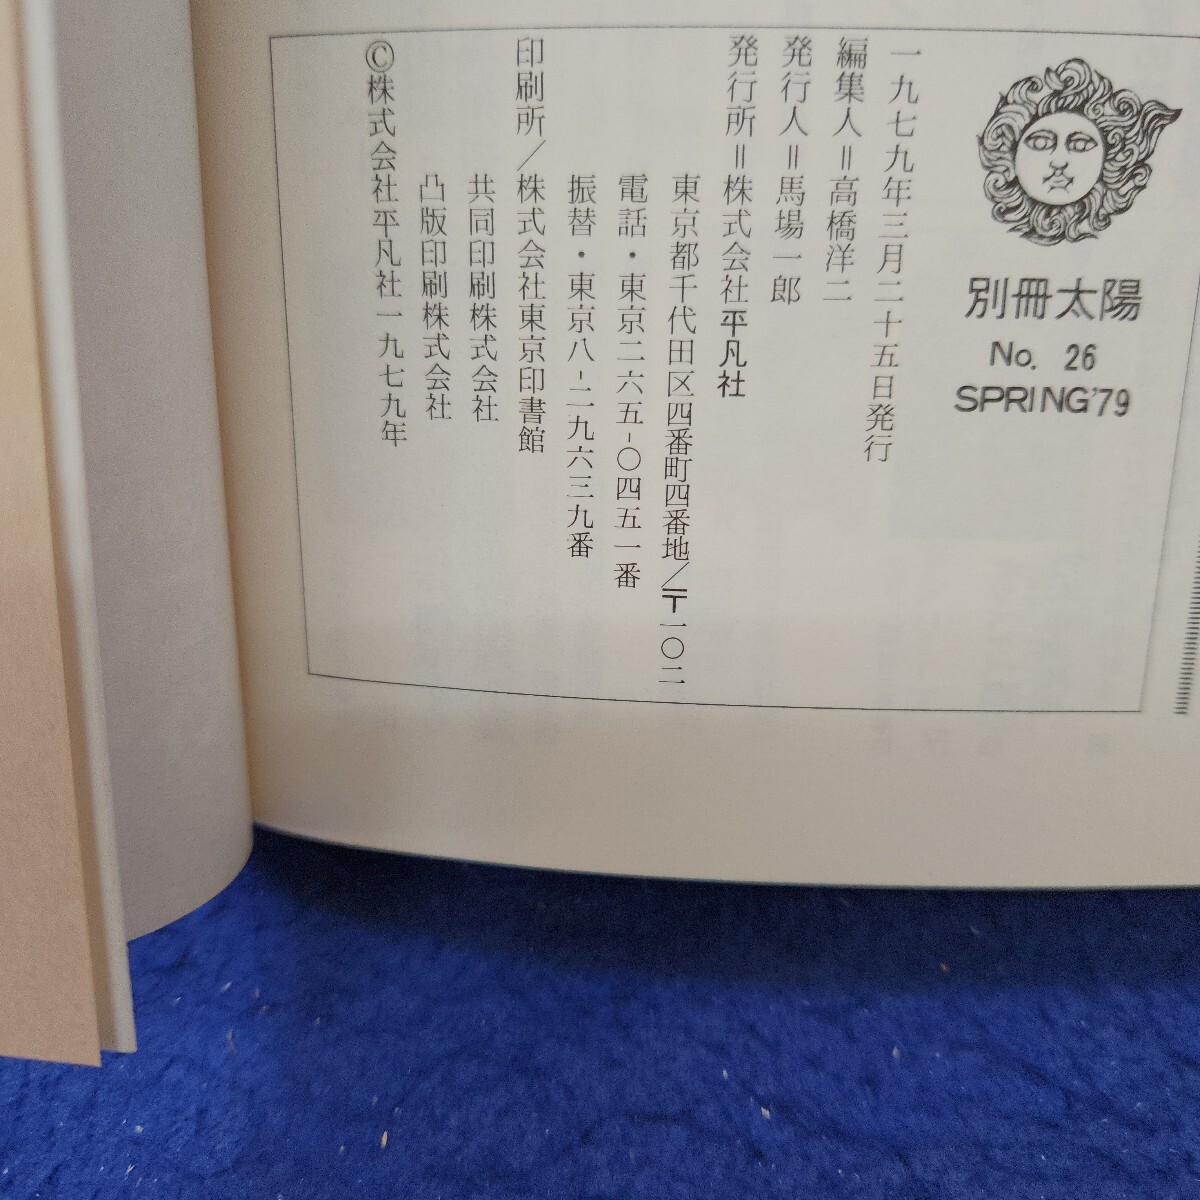 別冊太陽
No. 26
SPRING'79
一九七九年三月二十五日発行
編集人＝高橋洋二
発行人＝馬場一郎
発行所＝株式会社平凡社
東京都千代田区四番町四番地／〒一〇二
電話・東京二六五-〇四五一番
振替・東京八-二九六三九番
印刷所／株式会社東京印書館
共同印刷株式会社
凸版印刷株式会社
©株式会社平凡社一九七九年